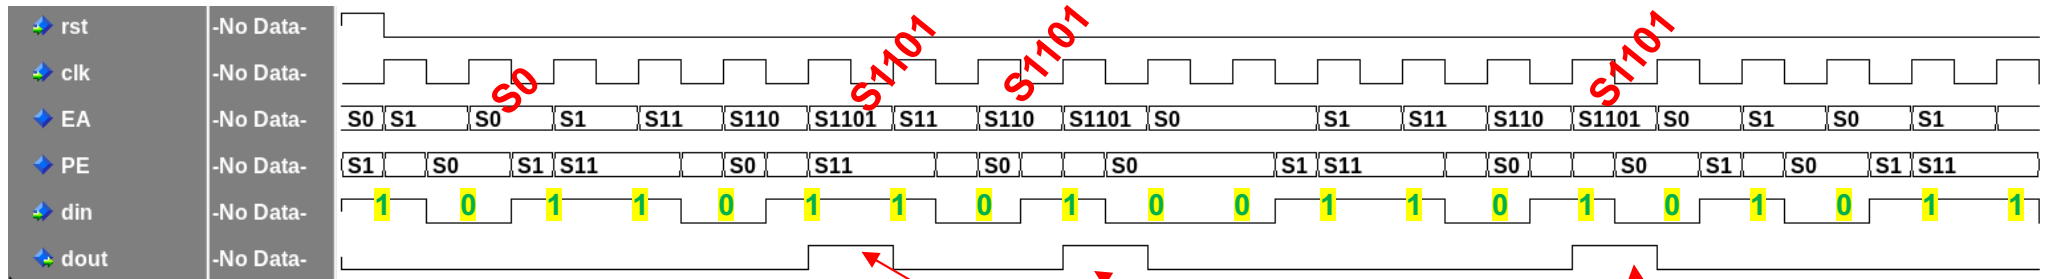 rst -No Data-
clk -No Data- S0 S1101 S1101 S1101
EA -No Data- S0 S1 S0 S1 S11 S110 S1101 S11 S110 S1101 S0 S1 S11 S110 S1101 S0 S1 S0 S1
PE -No Data- S1 S0 S1 S11 S0 S11 S0 S0 S1 S11 S0 S0 S1 S0 S1 S11
din -No Data- 1 0 1 1 0 1 1 0 1 0 0 1 1 0 1 0 1 0 1 1
dout -No Data-